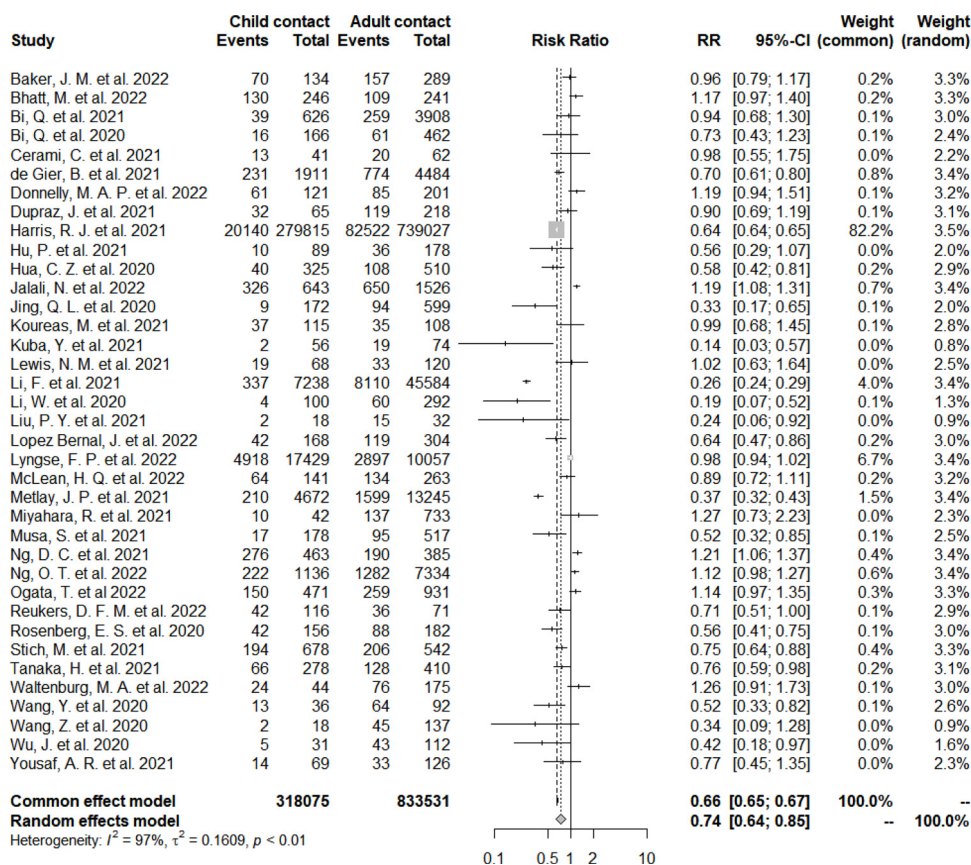 Child contact Adult contact Weight Weight
Study Events Total Events Total Risk Ratio RR 95%-CI (common) (random)
Baker, J. M. et al. 2022 70 134 157 289 0.96 [0.79; 1.17] 0.2% 3.3%
Bhatt, M. et al. 2022 130 246 109 241 1.17 [0.97; 1.40] 0.2% 3.3%
Bi, Q. et al. 2021 39 626 259 3908 0.94 [0.68; 1.30] 0.1% 3.0%
Bi, Q. et al. 2020 16 166 61 462 0.73 [0.43; 1.23] 0.1% 2.4%
Cerami, C. et al. 2021 13 41 20 62 0.98 [0.55; 1.75] 0.0% 2.2%
de Gier, B. et al. 2021 231 1911 774 4484 0.70 [0.61; 0.80] 0.8% 3.4%
Donnelly, M. A. P. et al. 2022 61 121 85 201 1.19 [0.94; 1.51] 0.1% 3.2%
Dupraz, J. et al. 2021 32 65 119 218 0.90 [0.69; 1.19] 0.1% 3.1%
Harris, R. J. et al. 2021 20140 279815 82522 739027 0.64 [0.64; 0.65] 82.2% 3.5%
Hu, P. et al. 2021 10 89 36 178 0.56 [0.29; 1.07] 0.0% 2.0%
Hua, C. Z. et al. 2020 40 325 108 510 0.58 [0.42; 0.81] 0.2% 2.9%
Jalali, N. et al. 2022 326 643 650 1526 1.19 [1.08; 1.31] 0.7% 3.4%
Jing, Q. L. et al. 2020 9 172 94 599 0.33 [0.17; 0.65] 0.1% 2.0%
Koureas, M. et al. 2021 37 115 35 108 0.99 [0.68; 1.45] 0.1% 2.8%
Kuba, Y. et al. 2021 2 56 19 74 0.14 [0.03; 0.57] 0.0% 0.8%
Lewis, N. M. et al. 2021 19 68 33 120 1.02 [0.63; 1.64] 0.0% 2.5%
Li, F. et al. 2021 337 7238 8110 45584 0.26 [0.24; 0.29] 4.0% 3.4%
Li, W. et al. 2020 4 100 60 292 0.19 [0.07; 0.52] 0.1% 1.3%
Liu, P. Y. et al. 2021 2 18 15 32 0.24 [0.06; 0.92] 0.0% 0.9%
Lopez Bernal, J. et al. 2022 42 168 119 304 0.64 [0.47; 0.86] 0.2% 3.0%
Lyngse, F. P. et al. 2022 4918 17429 2897 10057 0.98 [0.94; 1.02] 6.7% 3.4%
McLean, H. Q. et al. 2022 64 141 134 263 0.89 [0.72; 1.11] 0.2% 3.2%
Metlay, J. P. et al. 2021 210 4672 1599 13245 0.37 [0.32; 0.43] 1.5% 3.4%
Miyahara, R. et al. 2021 10 42 137 733 1.27 [0.73; 2.23] 0.0% 2.3%
Musa, S. et al. 2021 17 178 95 517 0.52 [0.32; 0.85] 0.1% 2.5%
Ng, D. C. et al. 2021 276 463 190 385 1.21 [1.06; 1.37] 0.4% 3.4%
Ng, O. T. et al. 2022 222 1136 1282 7334 1.12 [0.98; 1.27] 0.6% 3.4%
Ogata, T. et al 2022 150 471 259 931 1.14 [0.97; 1.35] 0.3% 3.3%
Reukers, D. F. M. et al. 2022 42 116 36 71 0.71 [0.51; 1.00] 0.1% 2.9%
Rosenberg, E. S. et al. 2020 42 156 88 182 0.56 [0.41; 0.75] 0.1% 3.0%
Stich, M. et al. 2021 194 678 206 542 0.75 [0.64; 0.88] 0.4% 3.3%
Tanaka, H. et al. 2021 66 278 128 410 0.76 [0.59; 0.98] 0.2% 3.1%
Waltenburg, M. A. et al. 2022 24 44 76 175 1.26 [0.91; 1.73] 0.1% 3.0%
Wang, Y. et al. 2020 13 36 64 92 0.52 [0.33; 0.82] 0.1% 2.6%
Wang, Z. et al. 2020 2 18 45 137 0.34 [0.09; 1.28] 0.0% 0.9%
Wu, J. et al. 2020 5 31 43 112 0.42 [0.18; 0.97] 0.0% 1.6%
Yousaf, A. R. et al. 2021 14 69 33 126 0.77 [0.45; 1.35] 0.0% 2.3%
Common effect model 318075 833531 0.66 [0.65; 0.67] 100.0% --
Random effects model 0.74 [0.64; 0.85] -- 100.0%
Heterogeneity: I² = 97%, τ² = 0.1609, p < 0.01
0.1 0.5 1 2 10